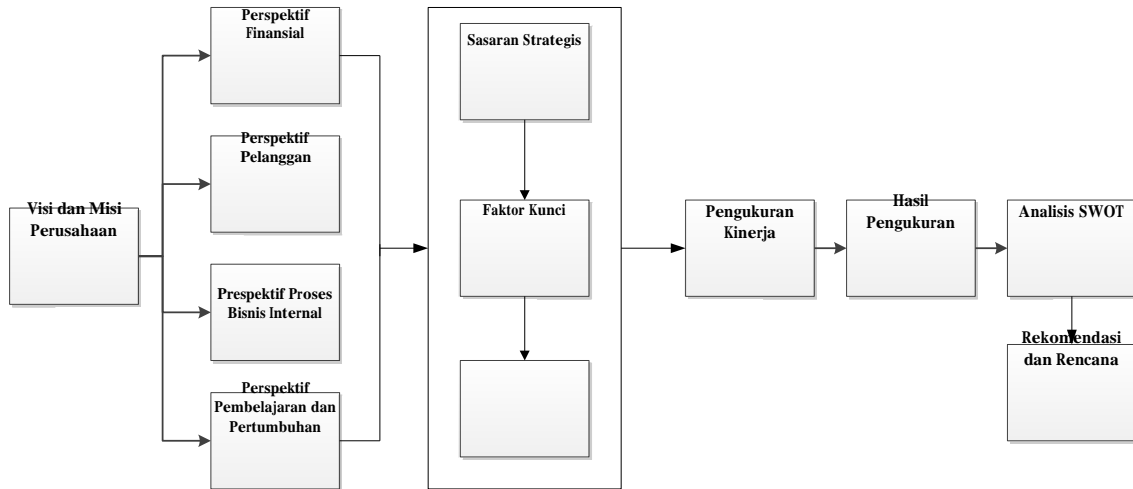 Perspektif
Finansial
Sasaran Strategis
Perspektif
Pelanggan
Visi dan Misi
Perusahaan
Faktor Kunci
Pengukuran
Kinerja
Hasil
Pengukuran
Analisis SWOT
Prespektif Proses
Bisnis Internal
Rekomendasi
dan Rencana
Perspektif
Pembelajaran dan
Pertumbuhan